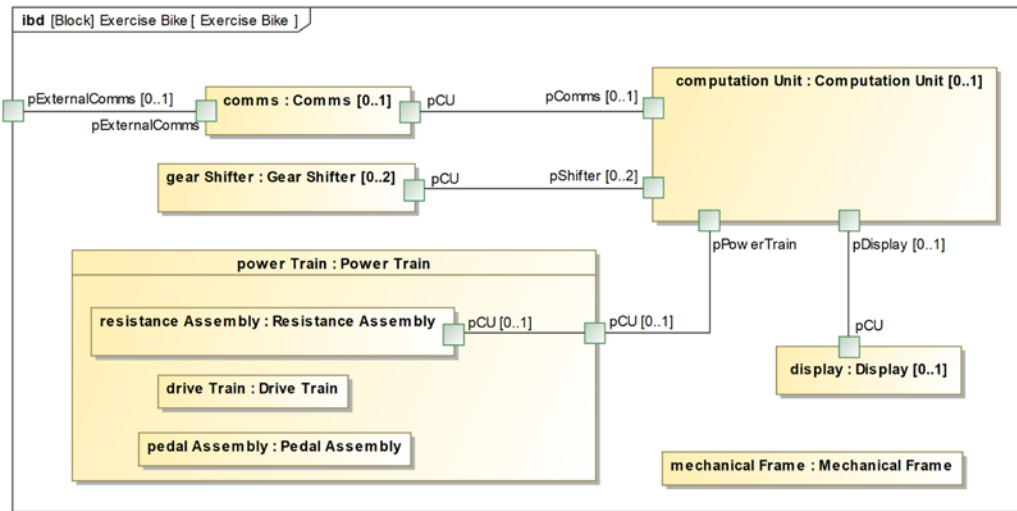 ibd [Block] Exercise Bike [ Exercise Bike ]
pExternalComms [0..1]
comms : Comms [0..1]
pCU
pComms [0..1]
computation Unit : Computation Unit [0..1]
pExternalComms
gear Shifter : Gear Shifter [0..2]
pCU
pShifter [0..2]
pPowerTrain
pDisplay [0..1]
power Train : Power Train
resistance Assembly : Resistance Assembly
pCU [0..1]
pCU [0..1]
pCU
display : Display [0..1]
drive Train : Drive Train
pedal Assembly : Pedal Assembly
mechanical Frame : Mechanical Frame